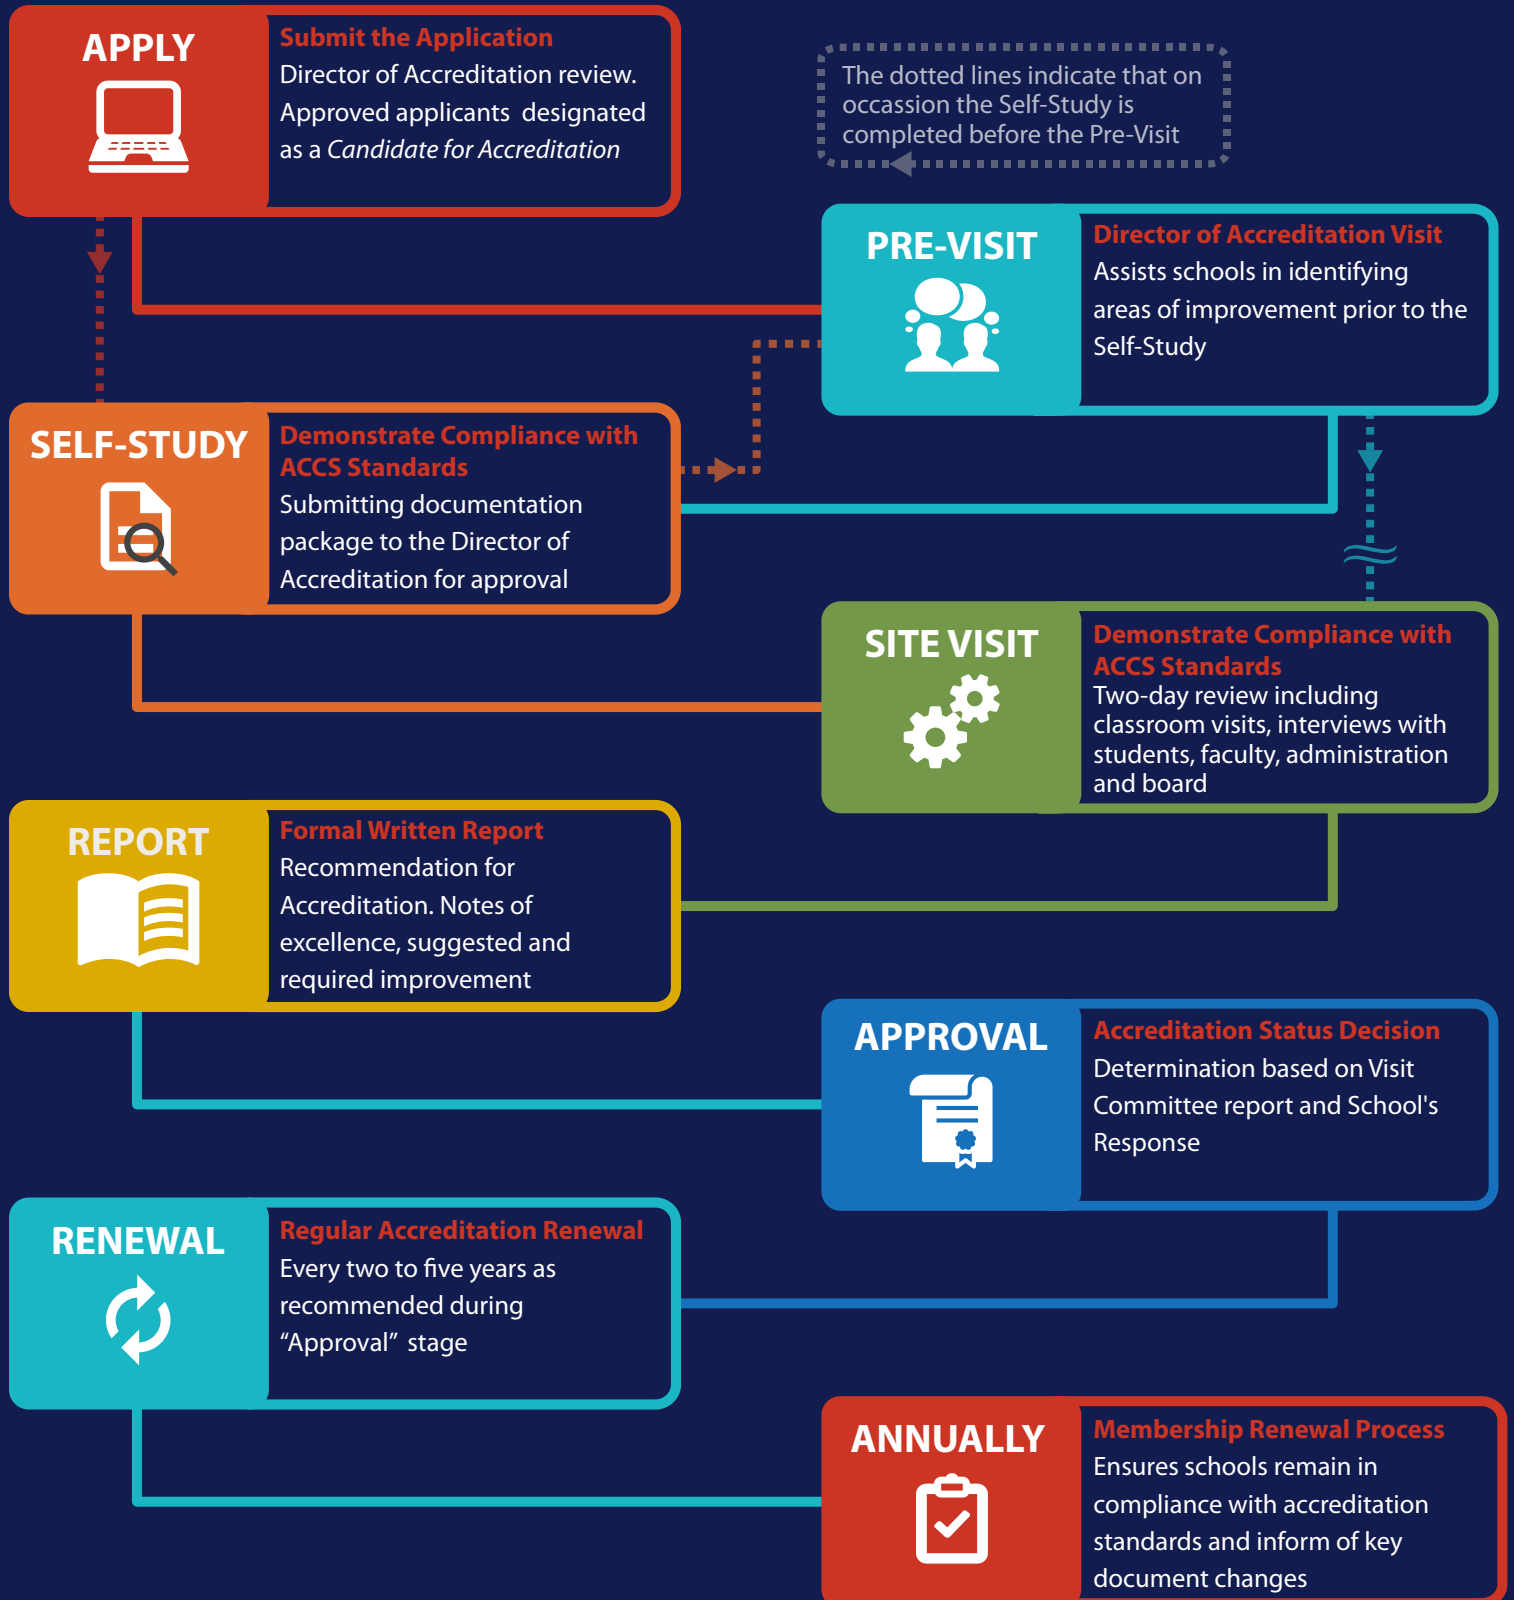 APPLY
Submit the Application
Director of Accreditation review.
Approved applicants designated
as a Candidate for Accreditation
The dotted lines indicate that on
occassion the Self-Study is
completed before the Pre-Visit
PRE-VISIT
Director of Accreditation Visit
Assists schools in identifying
areas of improvement prior to the
Self-Study
SELF-STUDY
Demonstrate Compliance with
ACCS Standards
Submitting documentation
package to the Director of
Accreditation for approval
SITE VISIT
Demonstrate Compliance with
ACCS Standards
Two-day review including
classroom visits, interviews with
students, faculty, administration
and board
REPORT
Formal Written Report
Recommendation for
Accreditation. Notes of
excellence, suggested and
required improvement
APPROVAL
Accreditation Status Decision
Determination based on Visit
Committee report and School's
Response
RENEWAL
Regular Accreditation Renewal
Every two to five years as
recommended during
“Approval” stage
ANNUALLY
Membership Renewal Process
Ensures schools remain in
compliance with accreditation
standards and inform of key
document changes